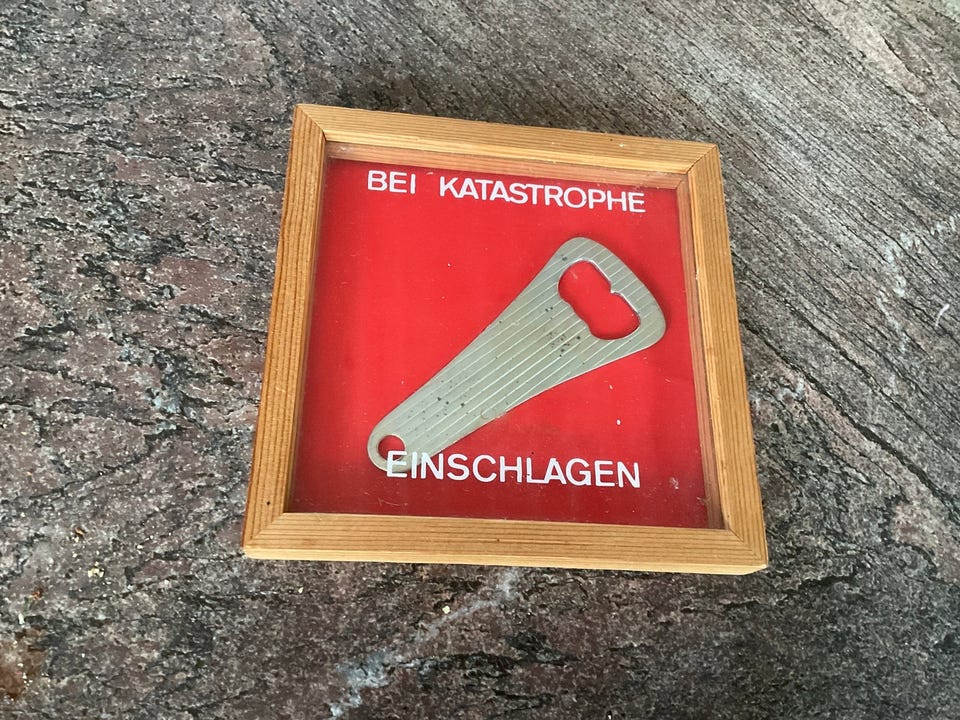 BEI KATASTROPHE
EINSCHLAGEN